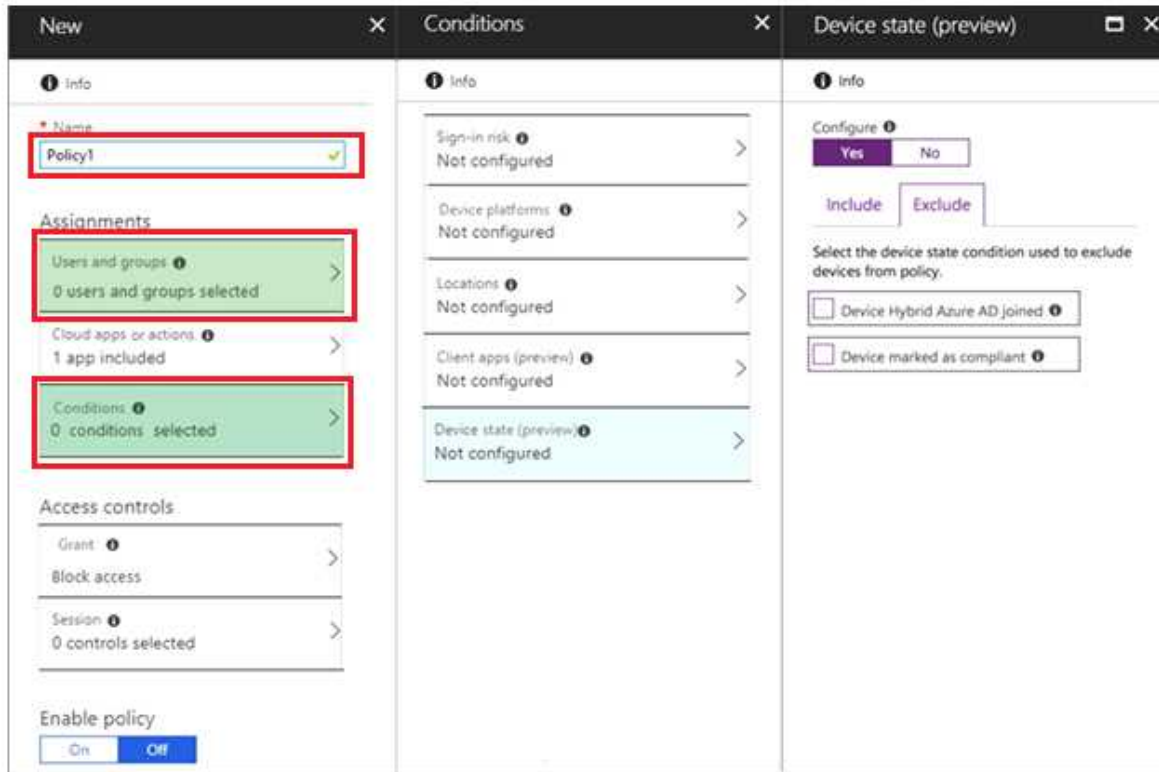 New
Info
* Name
Policy1
Assignments
Users and groups
0 users and groups selected
Cloud apps or actions
1 app included
Conditions
0 conditions selected
Access controls
Grant
Block access
Session
0 controls selected
Enable policy
On Off
Conditions
Info
Sign-in risk
Not configured
Device platforms
Not configured
Locations
Not configured
Client apps (preview)
Not configured
Device state (preview)
Not configured
Device state (preview)
Info
Configure
Yes No
Include Exclude
Select the device state condition used to exclude
devices from policy.
Device Hybrid Azure AD joined
Device marked as compliant